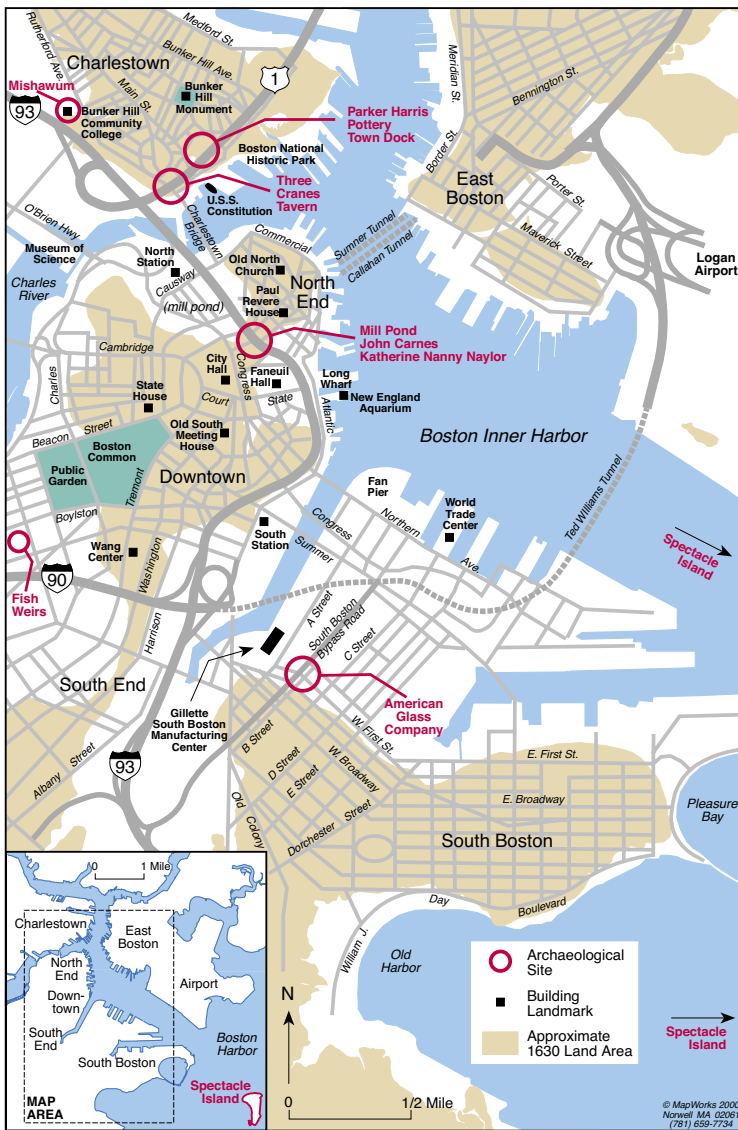 Rutherford Ave.
Medford St.
Bunker Hill Ave.
Charlestown
Main St.
1
Mishawum
93
Bunker Hill
Community
College
Bunker
Hill
Monument
Parker Harris
Pottery
Town Dock
Boston National
Historic Park
Three
Cranes
Tavern
U.S.S.
Constitution
Charlestown
Bridge
Meridian St.
Bennington St.
Border St.
East
Boston
Porter St.
Maverick Street
Logan
Airport
Sumner Tunnel
Callahan Tunnel
O'Brien Hwy
Museum of
Science
Charles
River
North
Station
Causway
(mill pond)
Commercial
Old North
Church
North
End
Paul
Revere
House
Mill Pond
John Carnes
Katherine Nanny Naylor
Cambridge
Charles
City
Hall
Congress
Faneuil
Hall
State
Court
Long
Wharf
New England
Aquarium
Atlantic
State
House
Beacon Street
Old South
Meeting
House
Boston
Common
Public
Garden
Tremont
Downtown
Boston Inner Harbor
Boylston
Fan
Pier
World
Trade
Center
Ted Williams Tunnel
Congress
Northern
Ave.
Summer
South
Station
Wang
Center
Washington
Spectacle
Island
Fish
Weirs
90
Harrison
A Street
South Boston
Bypass Road
C Street
South End
Gillette
South Boston
Manufacturing
Center
American
Glass
Company
W. First St.
B Street
D Street
E Street
W. Broadway
93
Albany Street
Old Colony
Dorchester Street
E. First St.
E. Broadway
South Boston
Pleasure
Bay
William J.
Day
Boulevard
Old
Harbor
0 1 Mile
Charlestown
East
Boston
North
End
Airport
Down-
town
South
End
South Boston
Boston
Harbor
Spectacle
Island
MAP
AREA
N
0 1/2 Mile
Archaeological
Site
Building
Landmark
Approximate
1630 Land Area
Spectacle
Island
© MapWorks 2000
Norwell MA 02061
(781) 659-7734